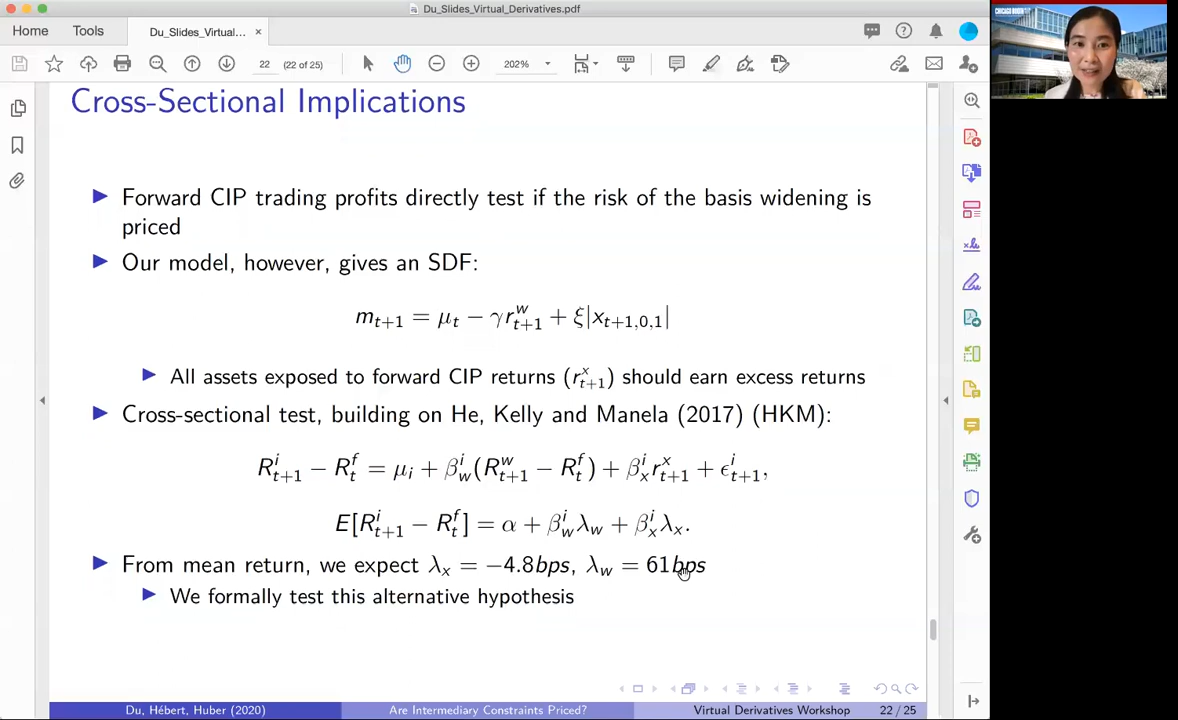 Du_Slides_Virtual_Derivatives.pdf
Home Tools Du_Slides_Virtual... ×
22 (22 of 25) 202%
CHICAGO BOOTH
Cross-Sectional Implications
▶ Forward CIP trading profits directly test if the risk of the basis widening is
priced
▶ Our model, however, gives an SDF:
m_{t+1} = μ_t − γr^w_{t+1} + ξ|x_{t+1,0,1}|
▶ All assets exposed to forward CIP returns (r^x_{t+1}) should earn excess returns
▶ Cross-sectional test, building on He, Kelly and Manela (2017) (HKM):
R^i_{t+1} − R^f_t = μ_i + β^i_w(R^w_{t+1} − R^f_t) + β^i_x r^x_{t+1} + ϵ^i_{t+1},
E[R^i_{t+1} − R^f_t] = α + β^i_w λ_w + β^i_x λ_x.
▶ From mean return, we expect λ_x = −4.8bps, λ_w = 61bps
▶ We formally test this alternative hypothesis
Du, Hébert, Huber (2020) Are Intermediary Constraints Priced? Virtual Derivatives Workshop 22 / 25